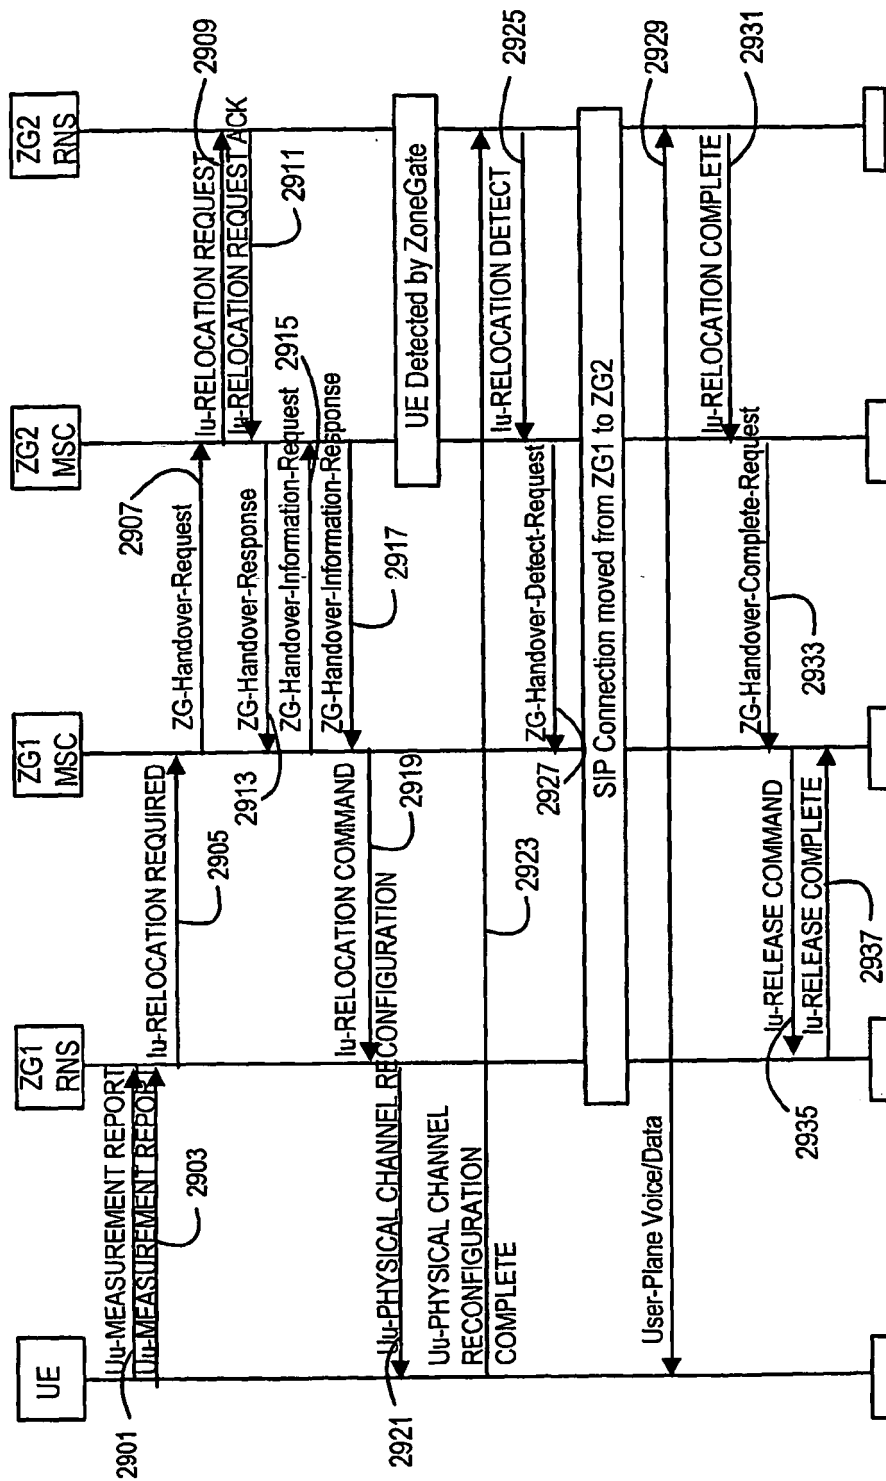 UE
ZG1
RNS
ZG1
MSC
ZG2
MSC
ZG2
RNS
Uu-MEASUREMENT REPORT
2901
Uu-MEASUREMENT REPORT
2903
Iu-RELOCATION REQUIRED
2905
ZG-Handover-Request
2907
Iu-RELOCATION REQUEST
2909
Iu-RELOCATION REQUEST ACK
2911
ZG-Handover-Response
2913
ZG-Handover-Information-Request
2915
ZG-Handover-Information-Response
2917
Iu-RELOCATION COMMAND
2919
Uu-PHYSICAL CHANNEL RECONFIGURATION
2921
UE Detected by ZoneGate
Uu-PHYSICAL CHANNEL
RECONFIGURATION
COMPLETE
2923
Iu-RELOCATION DETECT
2925
ZG-Handover-Detect-Request
2927
SIP Connection moved from ZG1 to ZG2
User-Plane Voice/Data
2929
Iu-RELOCATION COMPLETE
2931
ZG-Handover-Complete-Request
2933
Iu-RELEASE COMMAND
2935
Iu-RELEASE COMPLETE
2937